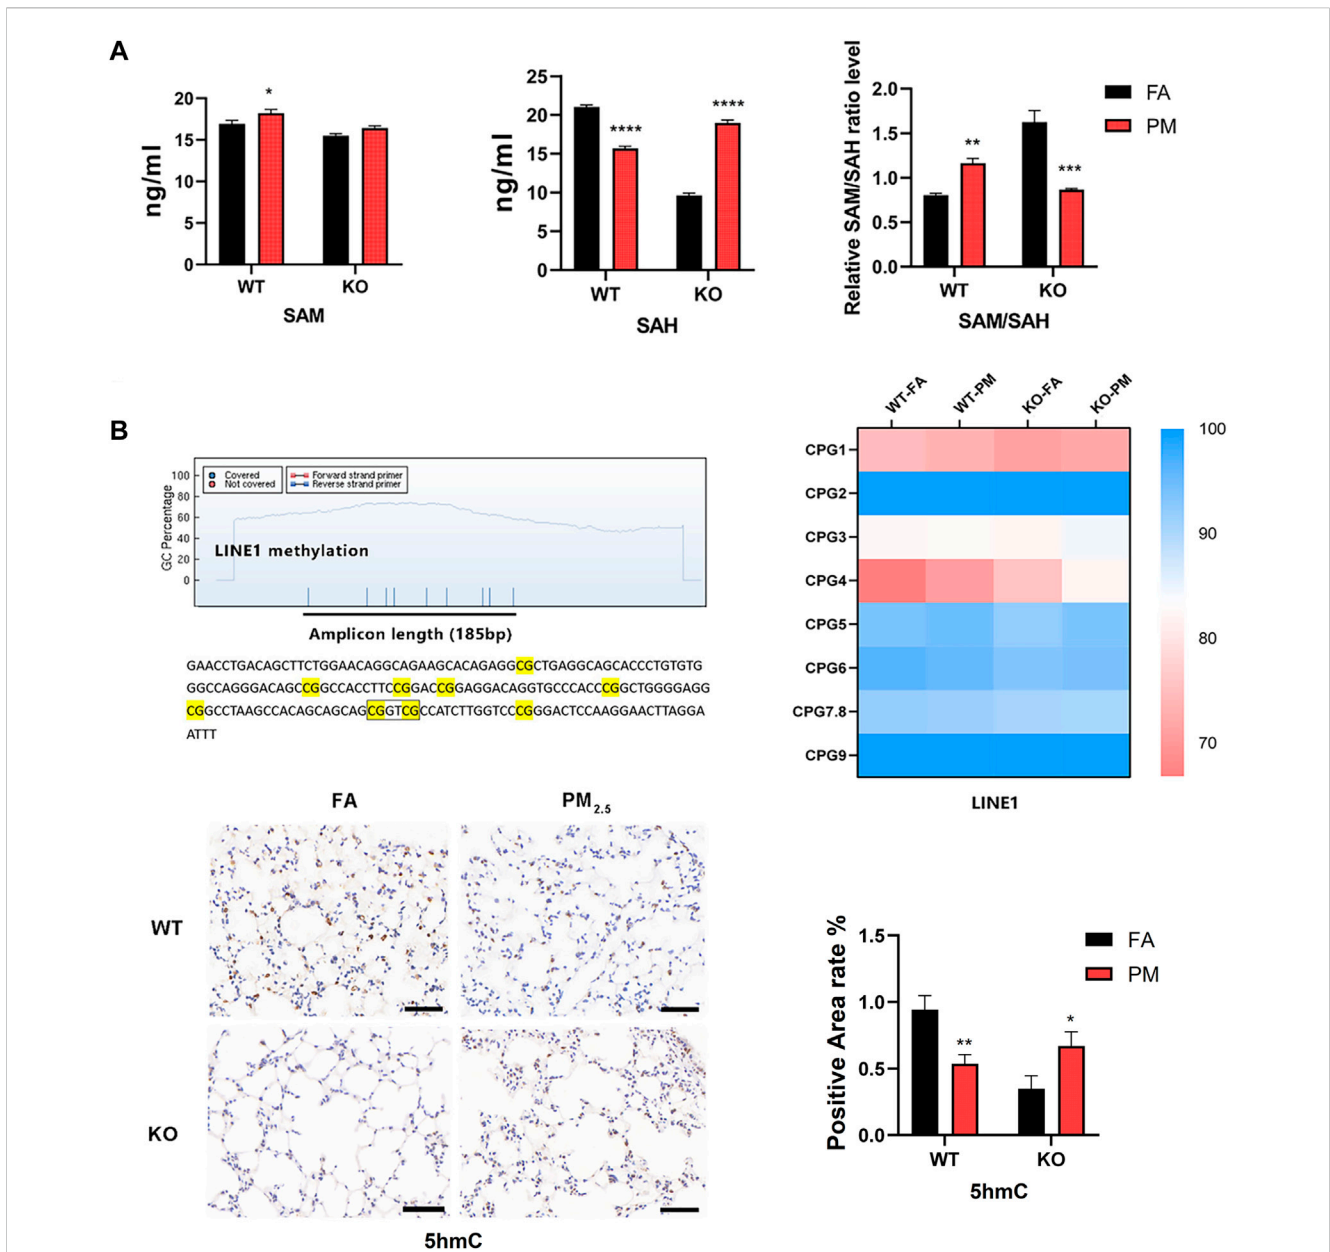 A
ng/ml
20
15
10
5
0
WT
KO
SAM
ng/ml
25
20
15
10
5
0
WT
KO
SAH
Relative SAM/SAH ratio level
2.0
1.5
1.0
0.5
0.0
WT
KO
SAM/SAH
FA
PM
*
****
****
**
***
B
GC Percentage
100
80
60
40
20
0
Covered
Not covered
Forward strand primer
Reverse strand primer
LINE1 methylation
Amplicon length (185bp)
GAACCTGACAGCTTCTGGAACAGGCAGAAGCACAGAGGCGCTGAGGCAGCACCCTGTGTG
GGCCAGGGACAGCCGGCCACCTTCCGGACCGGAGGACAGGTGCCCACCCGGCTGGGGAGG
CGGCCTAAGCCACAGCAGCAGCGGTCGCCATCTTGGTCCCGGGACTCCAAGGAACTTAGGA
ATTT
WT-FA
WT-PM
KO-FA
KO-PM
CPG1
CPG2
CPG3
CPG4
CPG5
CPG6
CPG7.8
CPG9
100
90
80
70
LINE1
FA
PM2.5
WT
KO
5hmC
Positive Area rate %
1.5
1.0
0.5
0.0
**
*
WT
KO
5hmC
FA
PM